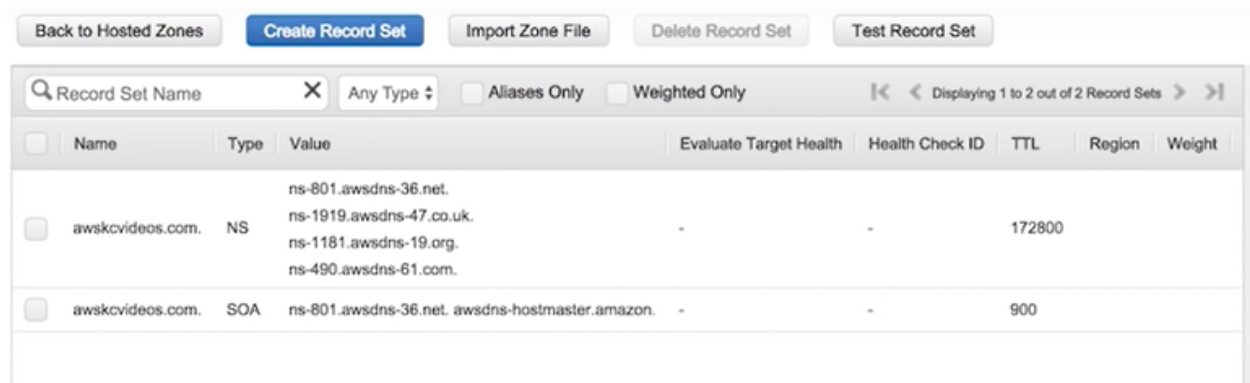 Back to Hosted Zones Create Record Set Import Zone File Delete Record Set Test Record Set
Record Set Name Any Type Aliases Only Weighted Only Displaying 1 to 2 out of 2 Record Sets
Name Type Value Evaluate Target Health Health Check ID TTL Region Weight
ns-801.awsdns-36.net.
ns-1919.awsdns-47.co.uk.
awskcvideos.com. NS - - 172800
ns-1181.awsdns-19.org.
ns-490.awsdns-61.com.
awskcvideos.com. SOA ns-801.awsdns-36.net. awsdns-hostmaster.amazon. - - 900